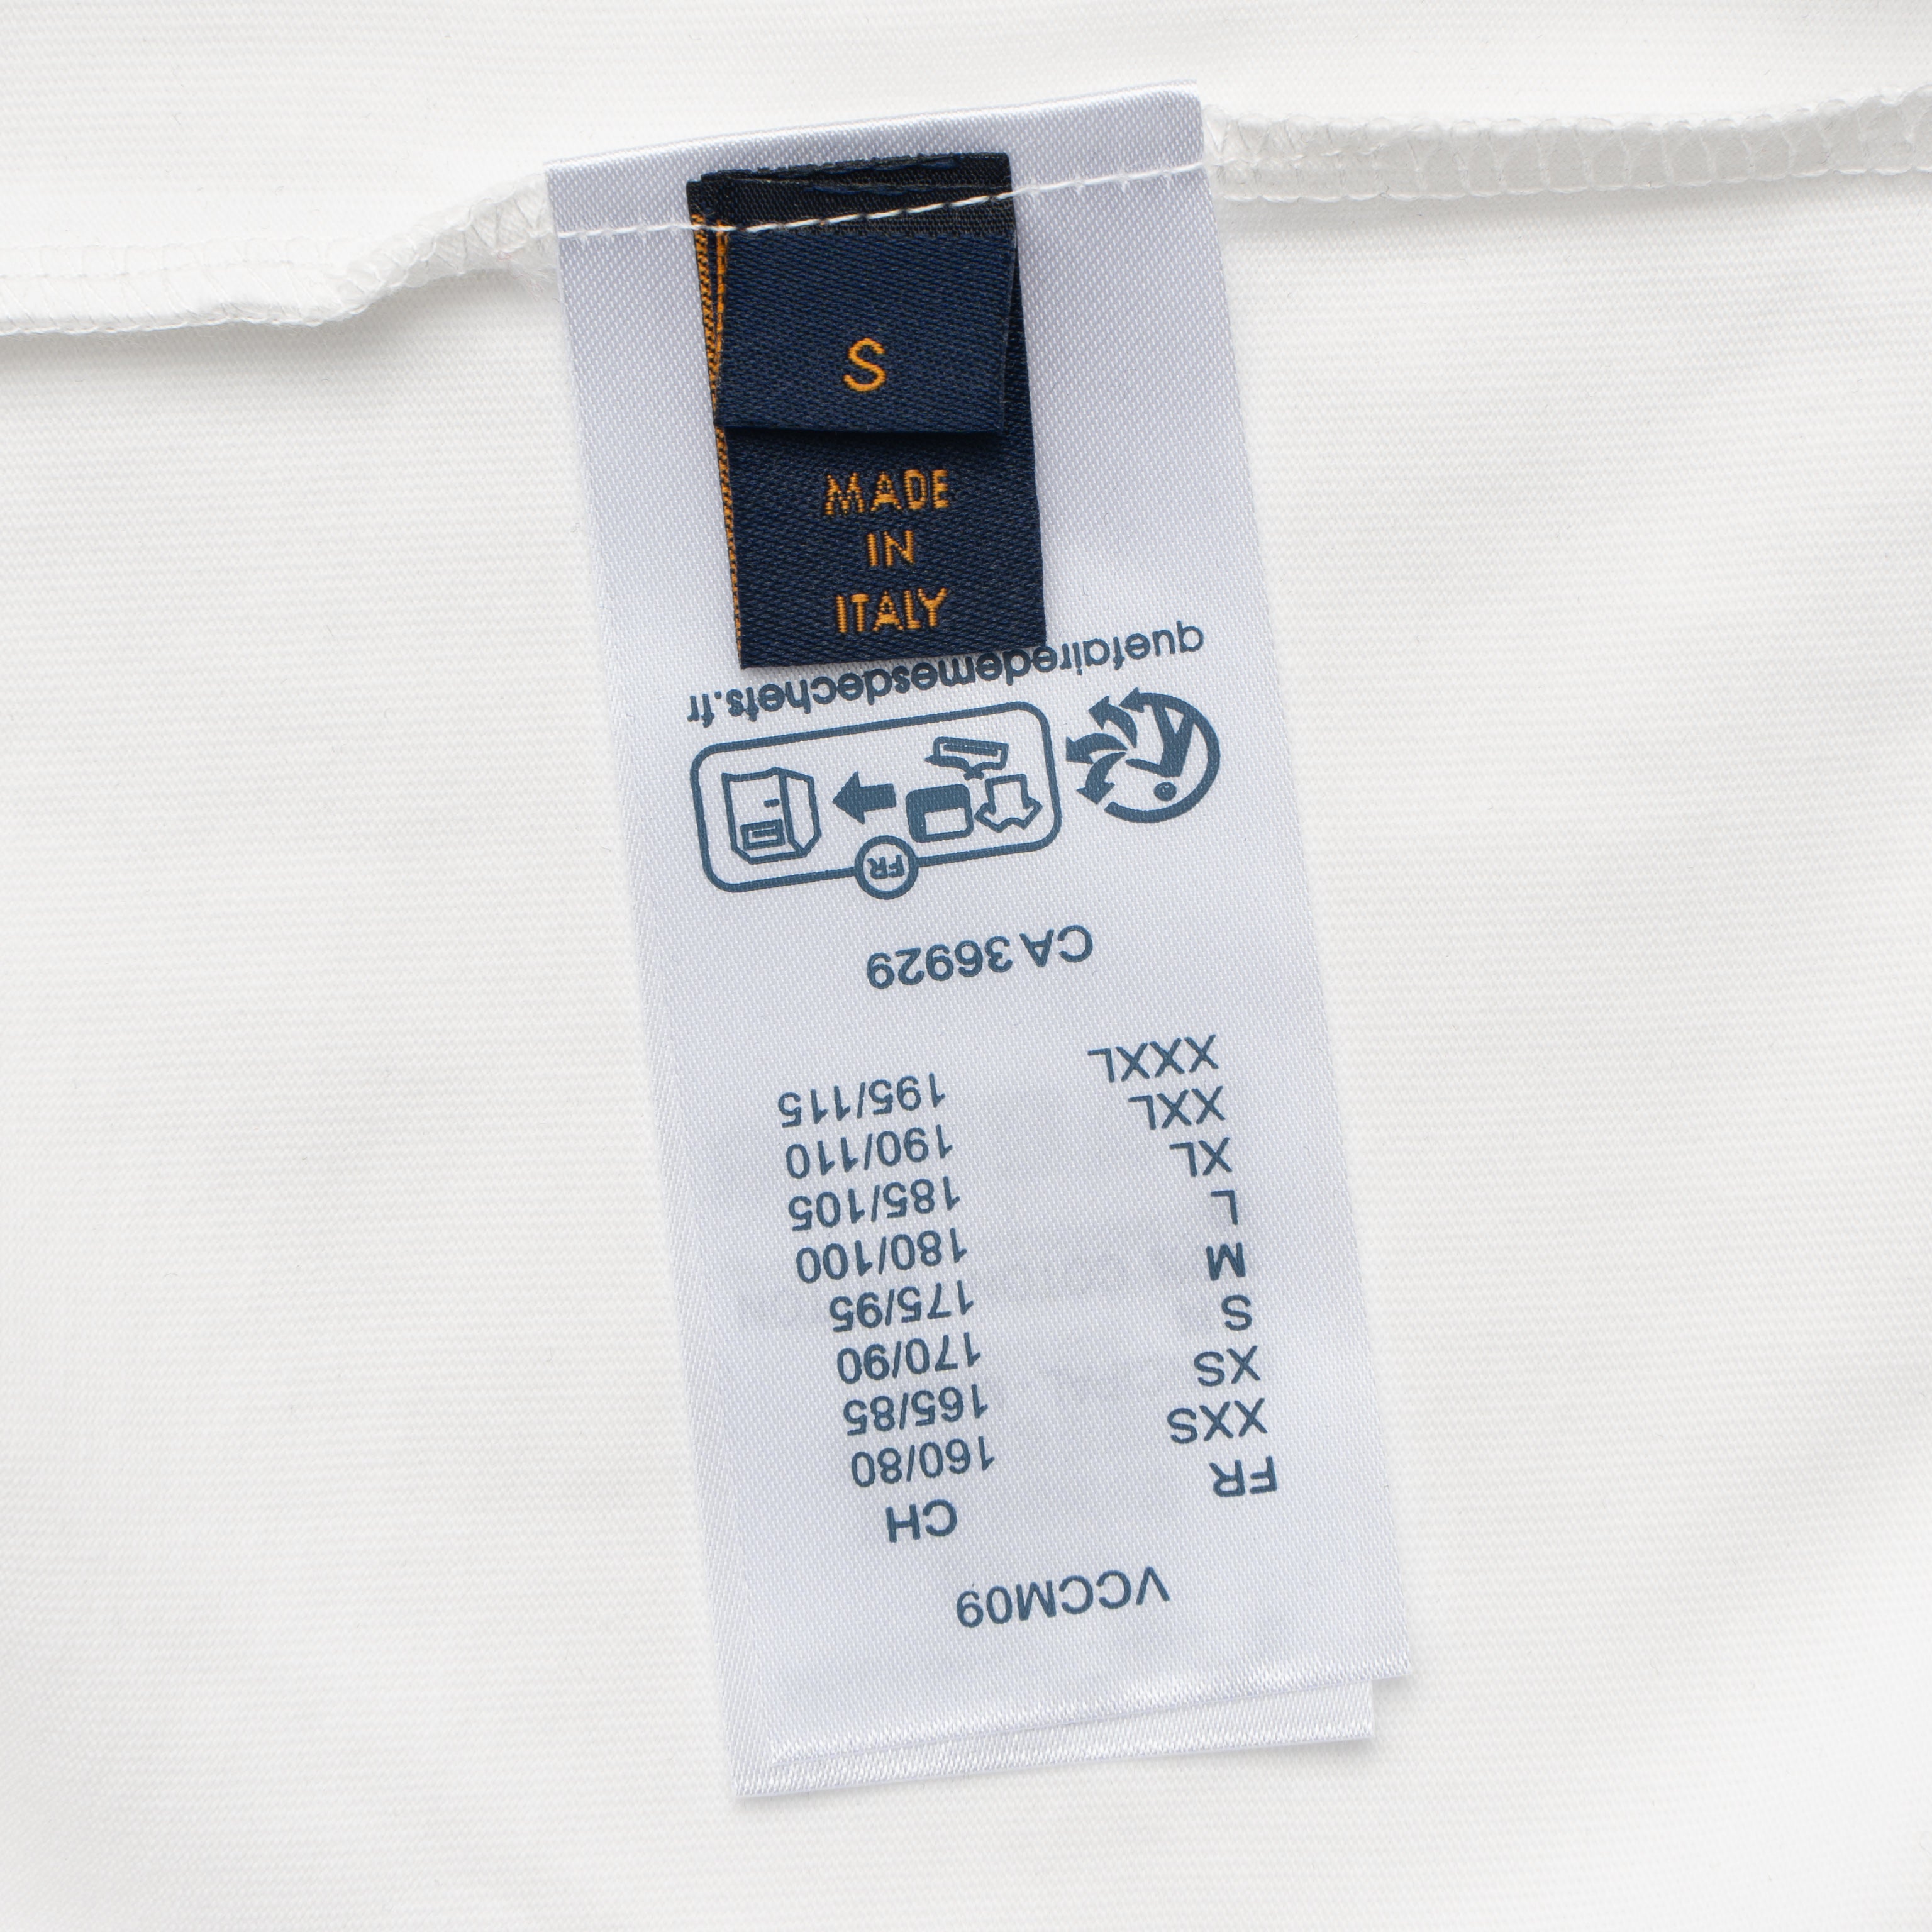 S
MADE
IN
ITALY
VCCM09
FR CH
XXS 160/80
XS 165/85
S 170/90
M 175/95
L 180/100
XL 185/105
XXL 190/110
XXXL 195/115
CA 36929
FR
quefairedemesdechets.fr